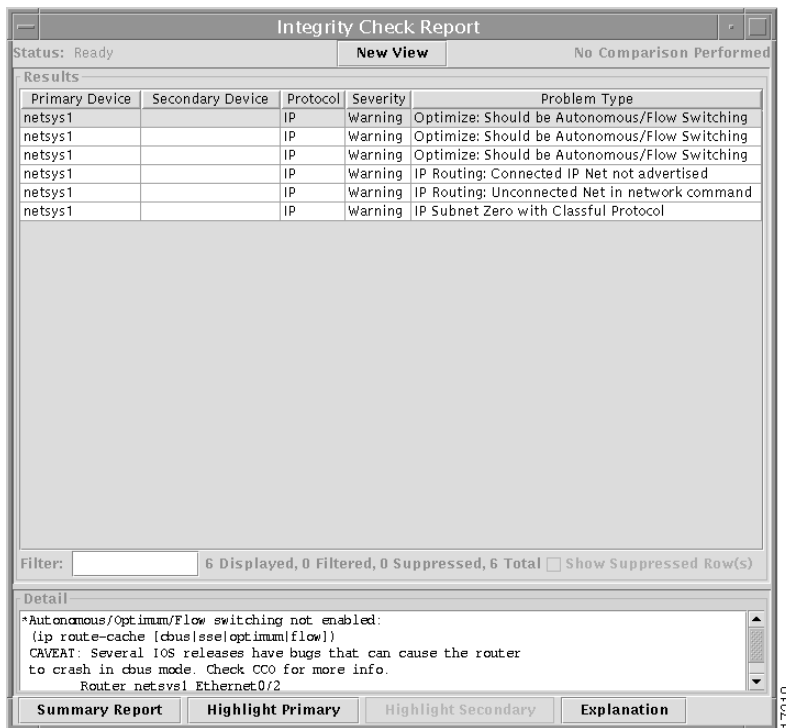 Integrity Check Report
Status: Ready New View No Comparison Performed
Results
Primary Device Secondary Device Protocol Severity Problem Type
netsys1 IP Warning Optimize: Should be Autonomous/Flow Switching
netsys1 IP Warning Optimize: Should be Autonomous/Flow Switching
netsys1 IP Warning Optimize: Should be Autonomous/Flow Switching
netsys1 IP Warning IP Routing: Connected IP Net not advertised
netsys1 IP Warning IP Routing: Unconnected Net in network command
netsys1 IP Warning IP Subnet Zero with Classful Protocol
Filter: 6 Displayed, 0 Filtered, 0 Suppressed, 6 Total Show Suppressed Row(s)
Detail
*Autonomous/Optimum/Flow switching not enabled:
(ip route-cache [cbus|sse|optimum|flow])
CAVEAT: Several IOS releases have bugs that can cause the router
to crash in cbus mode. Check CCO for more info.
Router netsys1 Ethernet0/2
Summary Report Highlight Primary Highlight Secondary Explanation